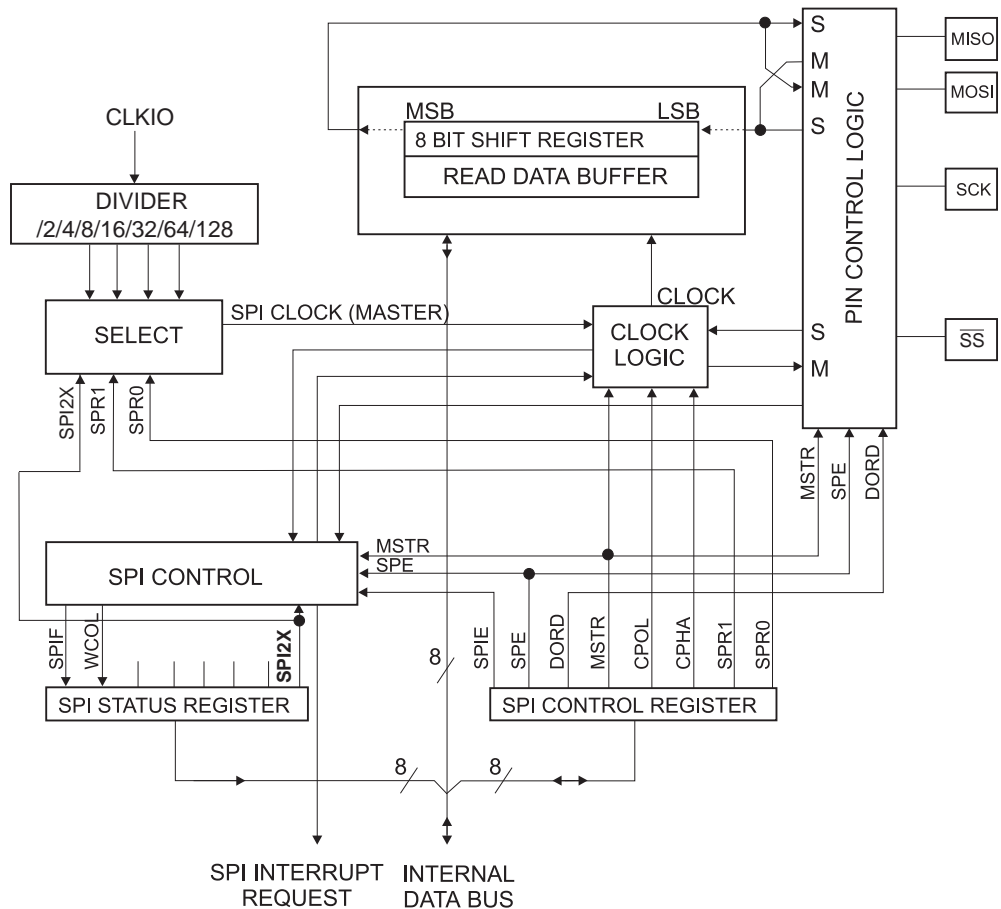 S
MISO
M
MSB
LSB
M
MOSI
CLKIO
S
8 BIT SHIFT REGISTER
READ DATA BUFFER
PIN CONTROL LOGIC
SCK
DIVIDER
/2/4/8/16/32/64/128
SELECT
SPI CLOCK (MASTER)
CLOCK
CLOCK
LOGIC
S
M
SS
SPI2X
SPR1
SPR0
MSTR
SPE
DORD
SPI CONTROL
MSTR
SPE
SPIF
WCOL
SPI2X
8
SPIE
SPE
DORD
MSTR
CPOL
CPHA
SPR1
SPR0
SPI STATUS REGISTER
SPI CONTROL REGISTER
8
8
SPI INTERRUPT
REQUEST
INTERNAL
DATA BUS